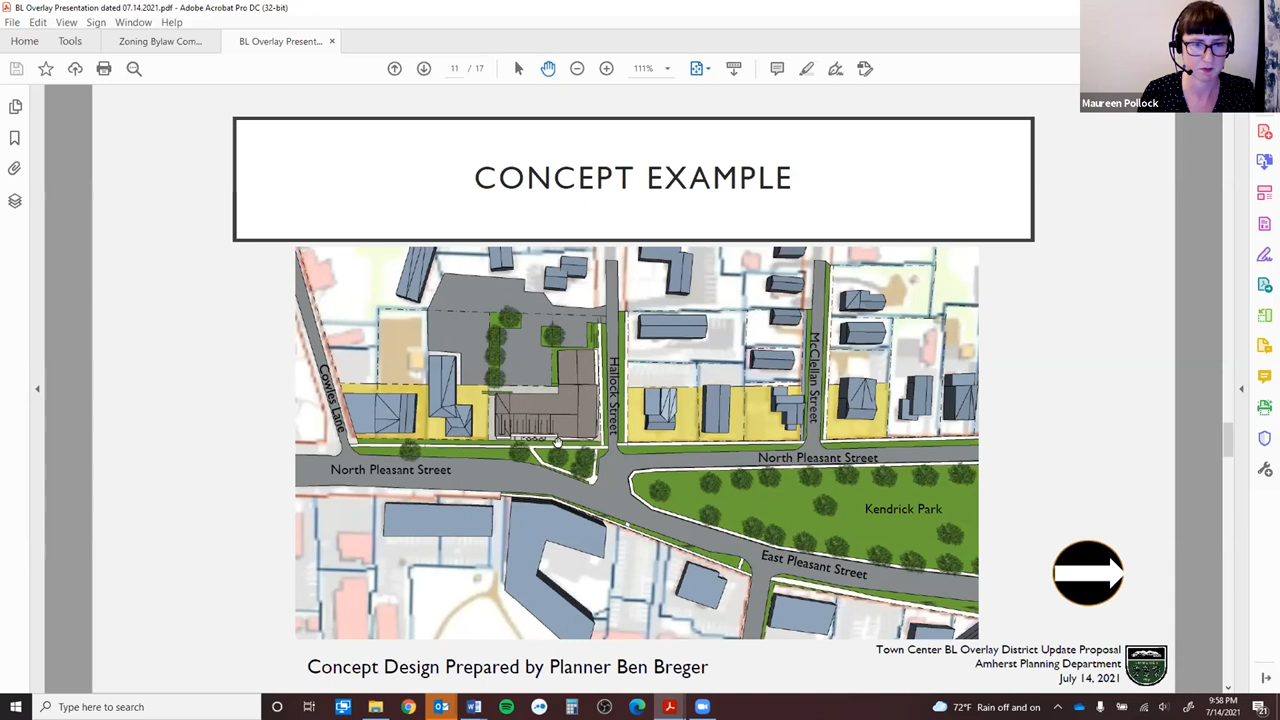 BL Overlay Presentation dated 07.14.2021.pdf - Adobe Acrobat Pro DC (32-bit)
File Edit View Sign Window Help
Home Tools Zoning Bylaw Com... BL Overlay Present... ×
11 / 17 111%
Maureen Pollock
CONCEPT EXAMPLE
Cowles Lane
Hallock Street
McClellan Street
North Pleasant Street
North Pleasant Street
Kendrick Park
East Pleasant Street
Concept Design Prepared by Planner Ben Breger
Town Center BL Overlay District Update Proposal
Amherst Planning Department
July 14, 2021
Type here to search
72°F Rain off and on
9:58 PM
7/14/2021
21